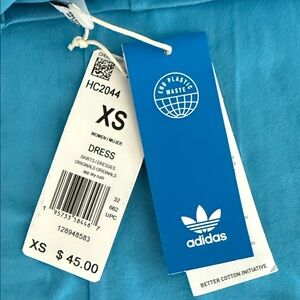 HC2044
XS
WOMEN/MUJER
DRESS
SKIRTS/DRESSES
ORIGINALS ORIGINALS
32
662
UPC
128948583
XS $ 45.00
END PLASTIC
WASTE
adidas
BETTER COTTON INITIATIVE